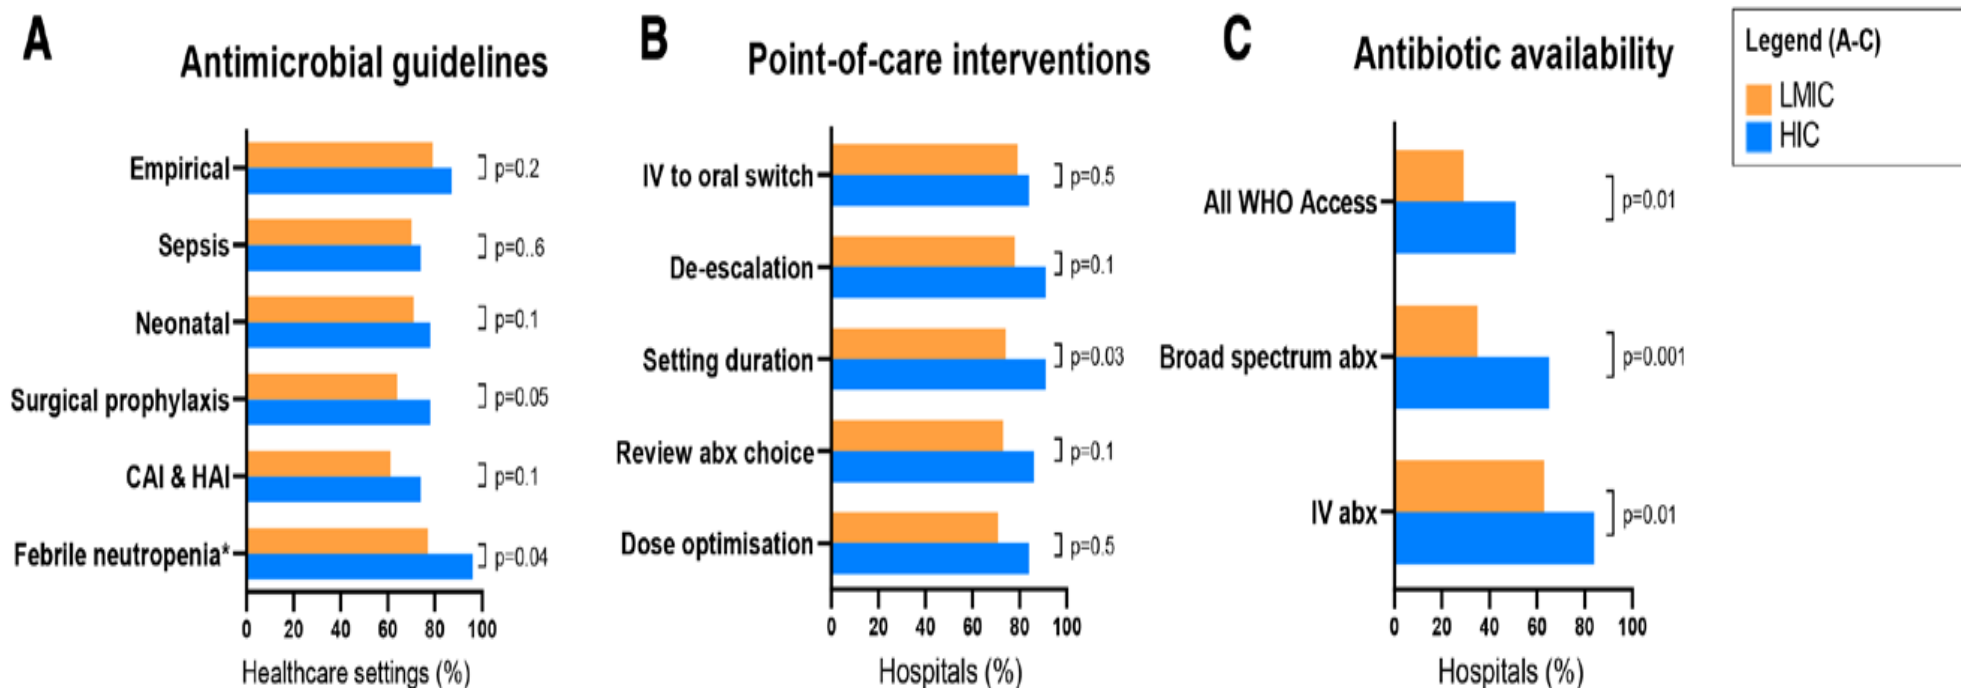 A
Antimicrobial guidelines
Empirical
p=0.2
Sepsis
p=0..6
Neonatal
p=0.1
Surgical prophylaxis
p=0.05
CAI & HAI
p=0.1
Febrile neutropenia*
p=0.04
0 20 40 60 80 100
Healthcare settings (%)
B
Point-of-care interventions
IV to oral switch
p=0.5
De-escalation
p=0.1
Setting duration
p=0.03
Review abx choice
p=0.1
Dose optimisation
p=0.5
0 20 40 60 80 100
Hospitals (%)
C
Antibiotic availability
All WHO Access
p=0.01
Broad spectrum abx
p=0.001
IV abx
p=0.01
0 20 40 60 80 100
Hospitals (%)
Legend (A-C)
LMIC
HIC